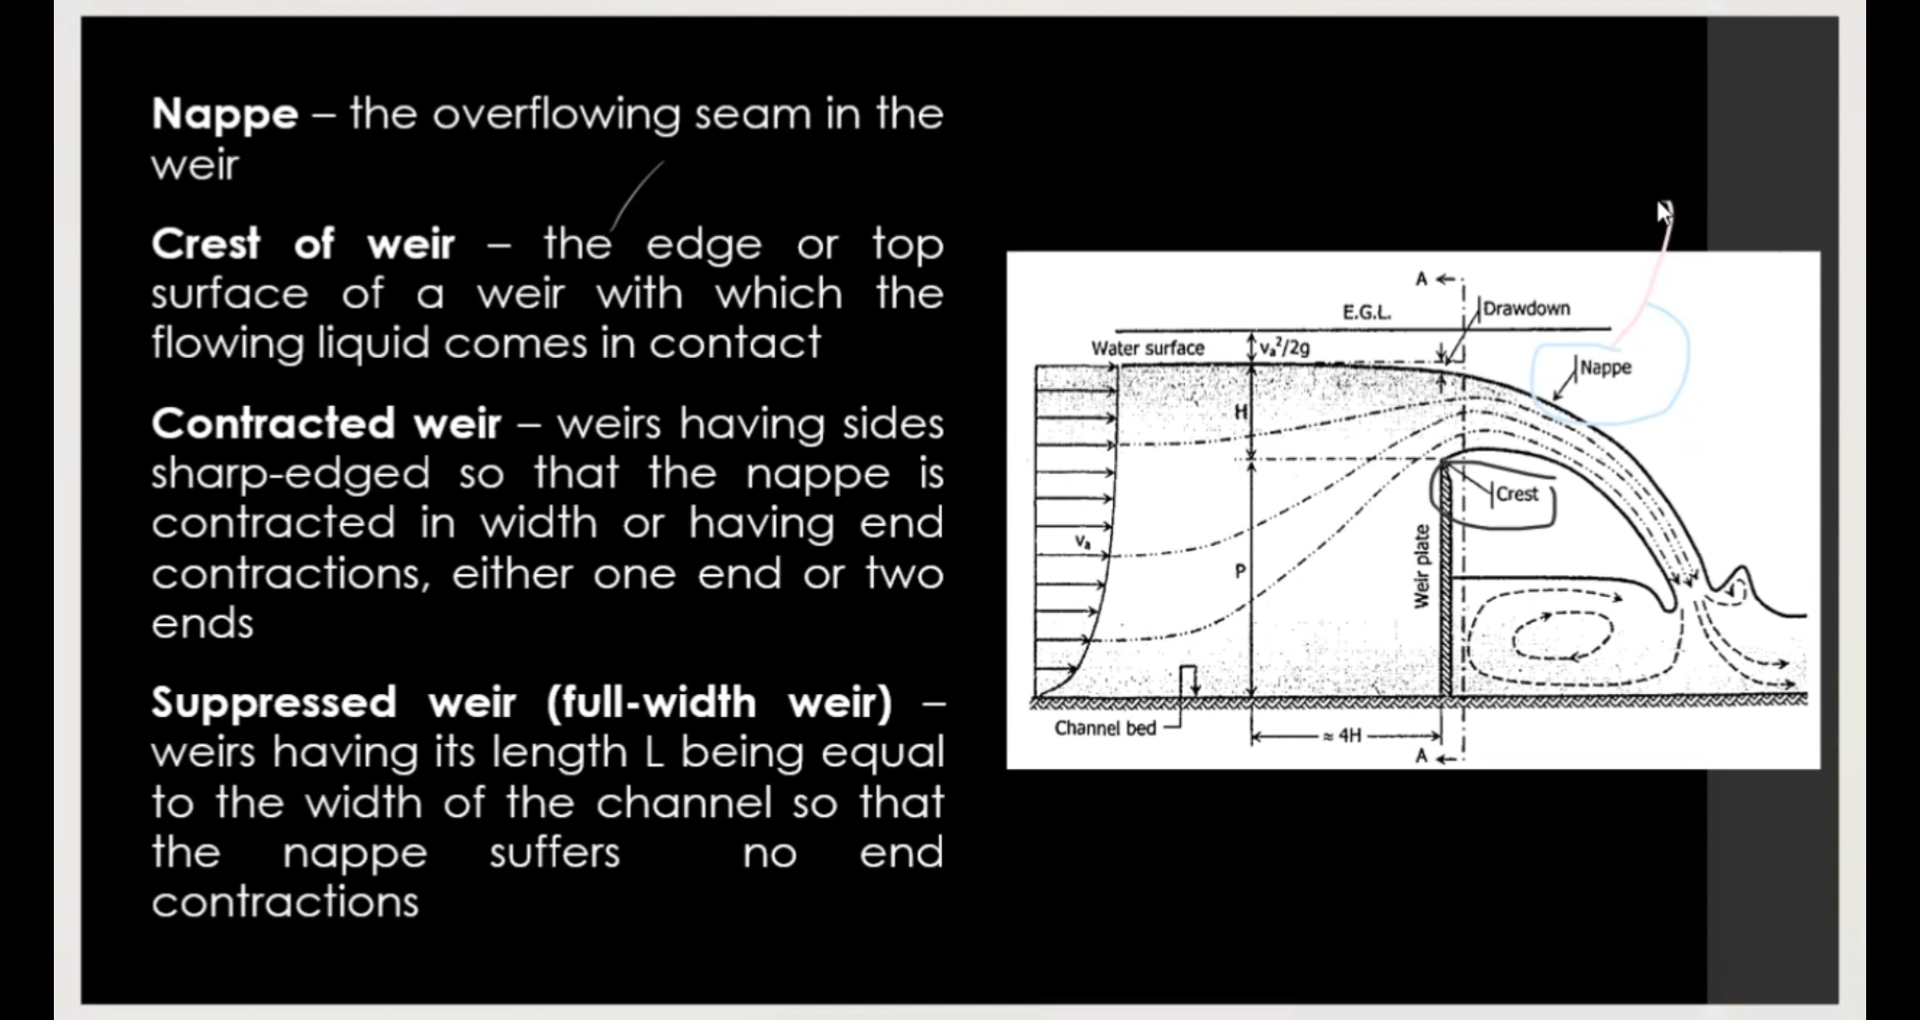 Nappe – the overflowing seam in the
weir
Crest of weir – the edge or top
surface of a weir with which the
flowing liquid comes in contact
Contracted weir – weirs having sides
sharp-edged so that the nappe is
contracted in width or having end
contractions, either one end or two
ends
Suppressed weir (full-width weir) –
weirs having its length L being equal
to the width of the channel so that
the nappe suffers no end
contractions
A
Drawdown
E.G.L.
Water surface
vₐ²/2g
Nappe
H
Crest
vₐ
Weir plate
P
Channel bed
≈ 4H
A